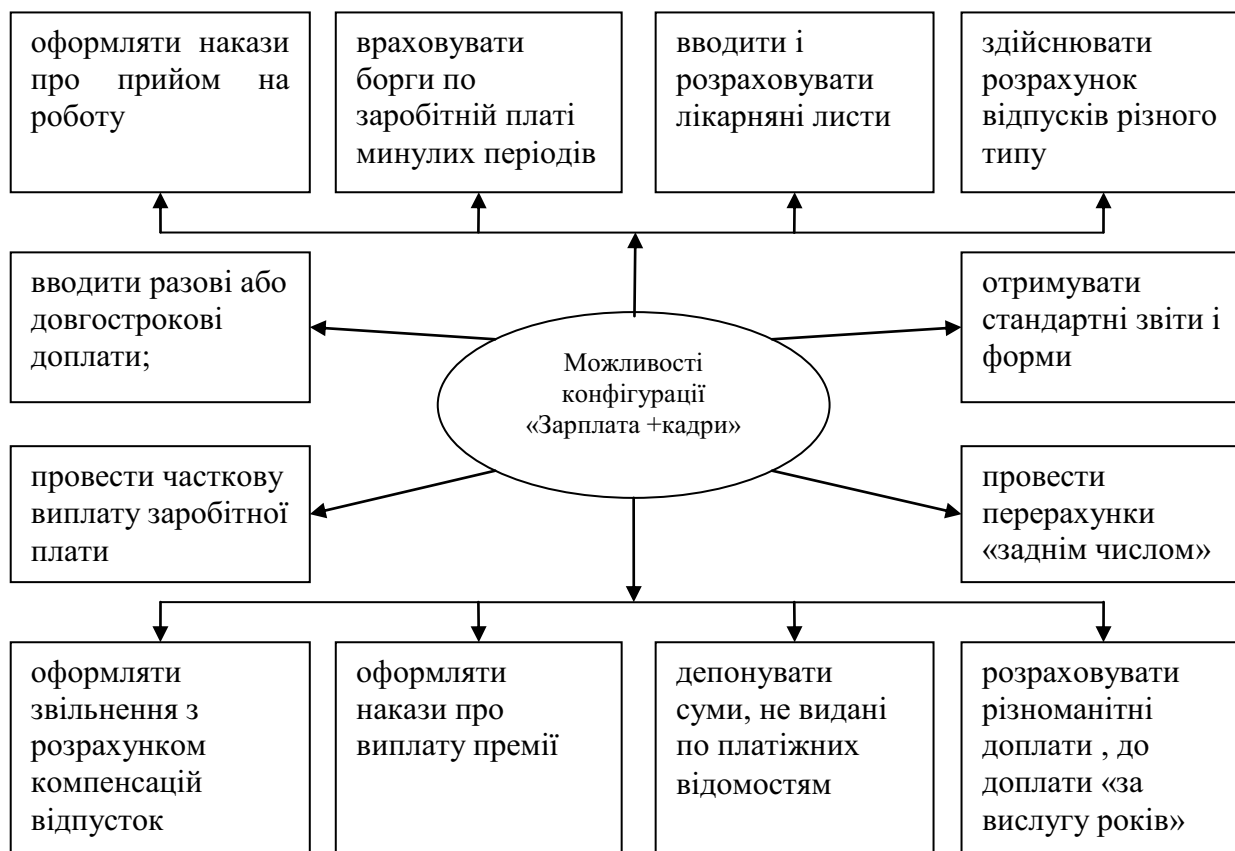 оформляти накази
про прийом на
роботу
враховувати
борги по
заробітній платі
минулих періодів
вводити і
розраховувати
лікарняні листи
здійснювати
розрахунок
відпусків різного
типу
вводити разові або
довгострокові
доплати;
отримувати
стандартні звіти і
форми
Можливості
конфігурації
«Зарплата +кадри»
провести часткову
виплату заробітної
плати
провести
перерахунки
«заднім числом»
оформляти
звільнення з
розрахунком
компенсацій
відпусток
оформляти
накази про
виплату премії
депонувати
суми, не видані
по платіжних
відомостям
розраховувати
різноманітні
доплати , до
доплати «за
вислугу років»